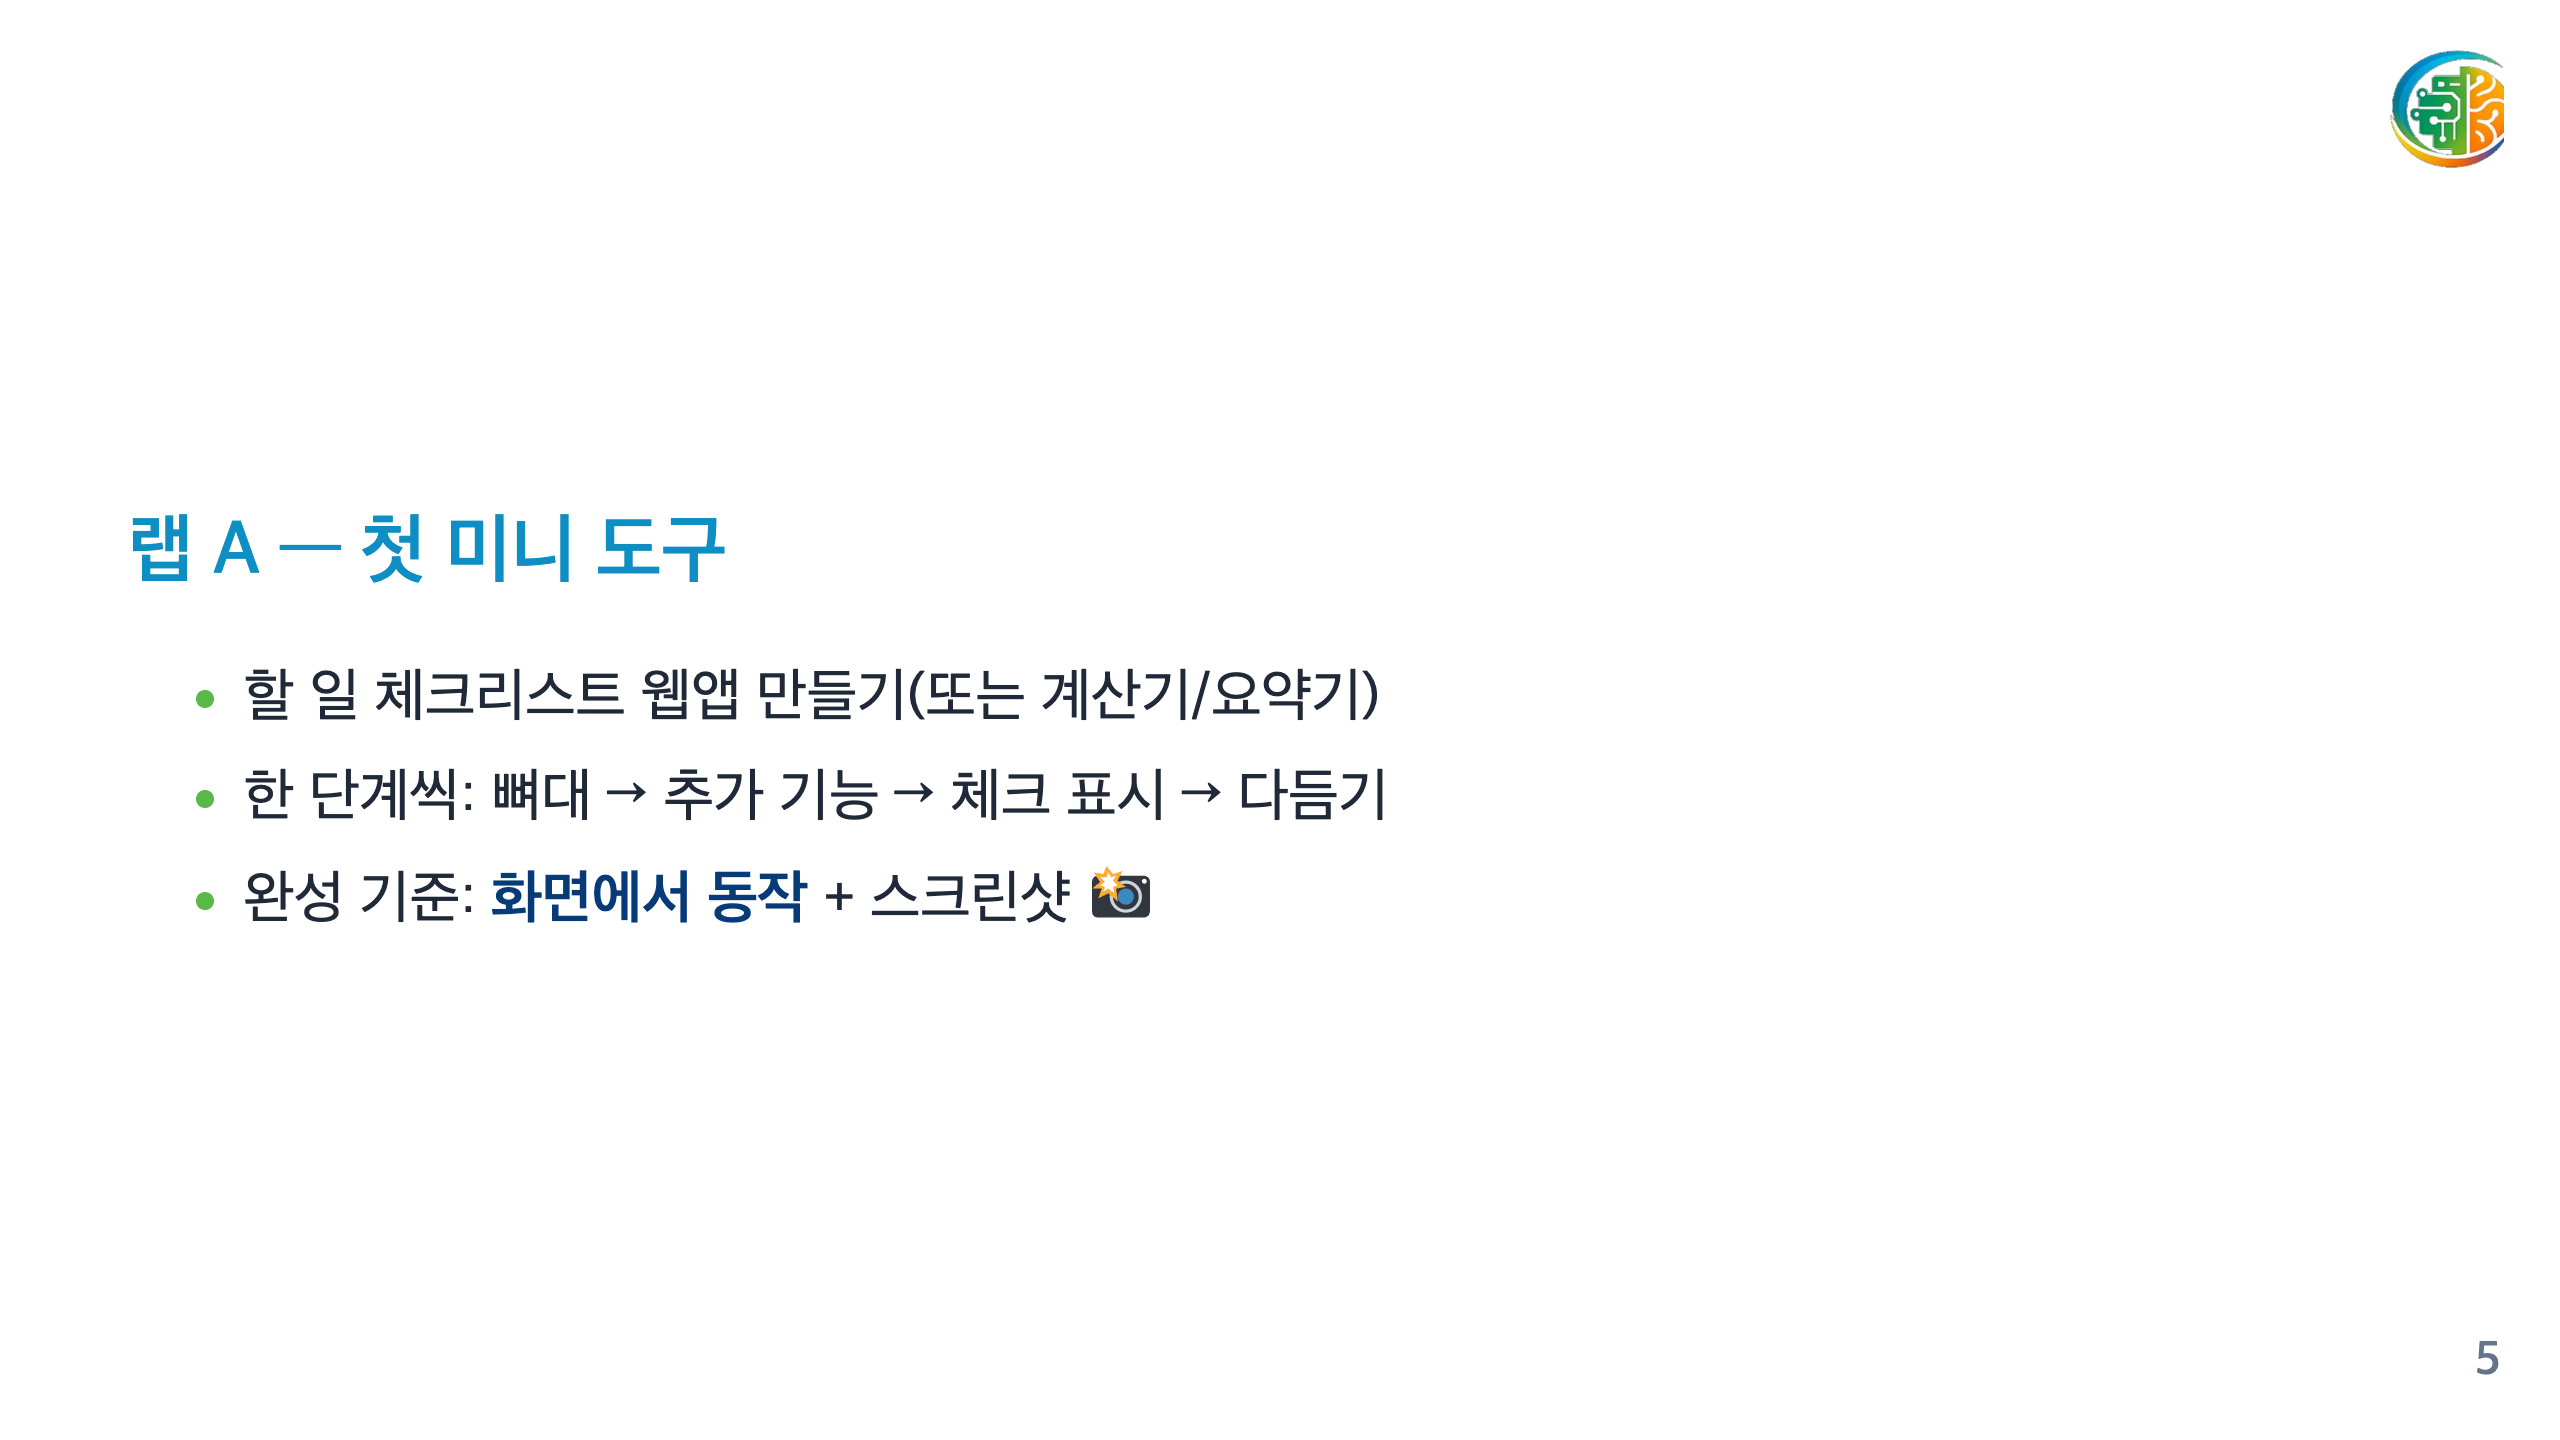 랩 A — 첫 미니 도구
• 할 일 체크리스트 웹앱 만들기(또는 계산기/요약기)
• 한 단계씩: 뼈대 → 추가 기능 → 체크 표시 → 다듬기
• 완성 기준: 화면에서 동작 + 스크린샷 📸
5